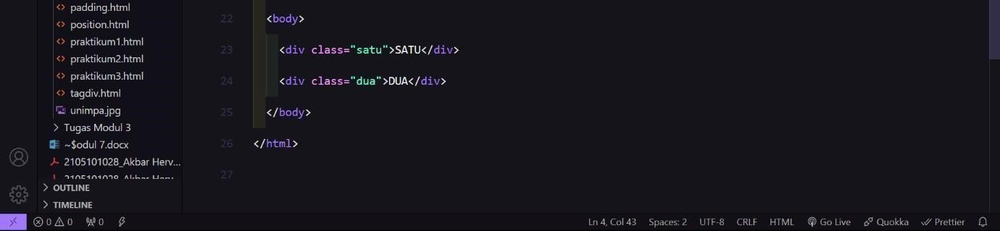 padding.html
position.html
praktikum1.html
praktikum2.html
praktikum3.html
tagdiv.html
unimpa.jpg
Tugas Modul 3
~$odul 7.docx
2105101028_Akbar Herv...
2105101028_Akbar Herv...
OUTLINE
TIMELINE
22 <body>
23 <div class="satu">SATU</div>
24 <div class="dua">DUA</div>
25 </body>
26 </html>
27
0 0 0 Ln 4, Col 43 Spaces: 2 UTF-8 CRLF HTML Go Live Quokka Prettier